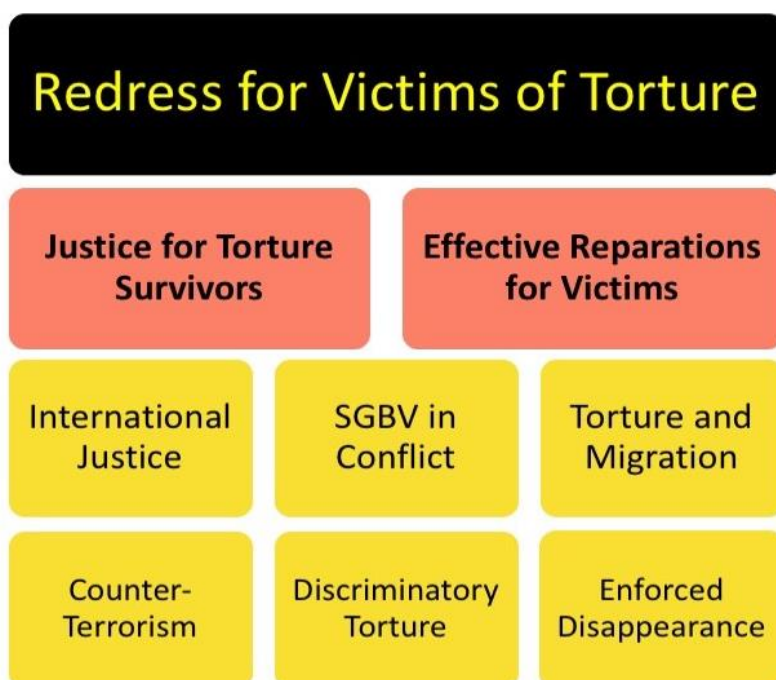 Redress for Victims of Torture
Justice for Torture
Survivors
Effective Reparations
for Victims
International
Justice
SGBV in
Conflict
Torture and
Migration
Counter-
Terrorism
Discriminatory
Torture
Enforced
Disappearance